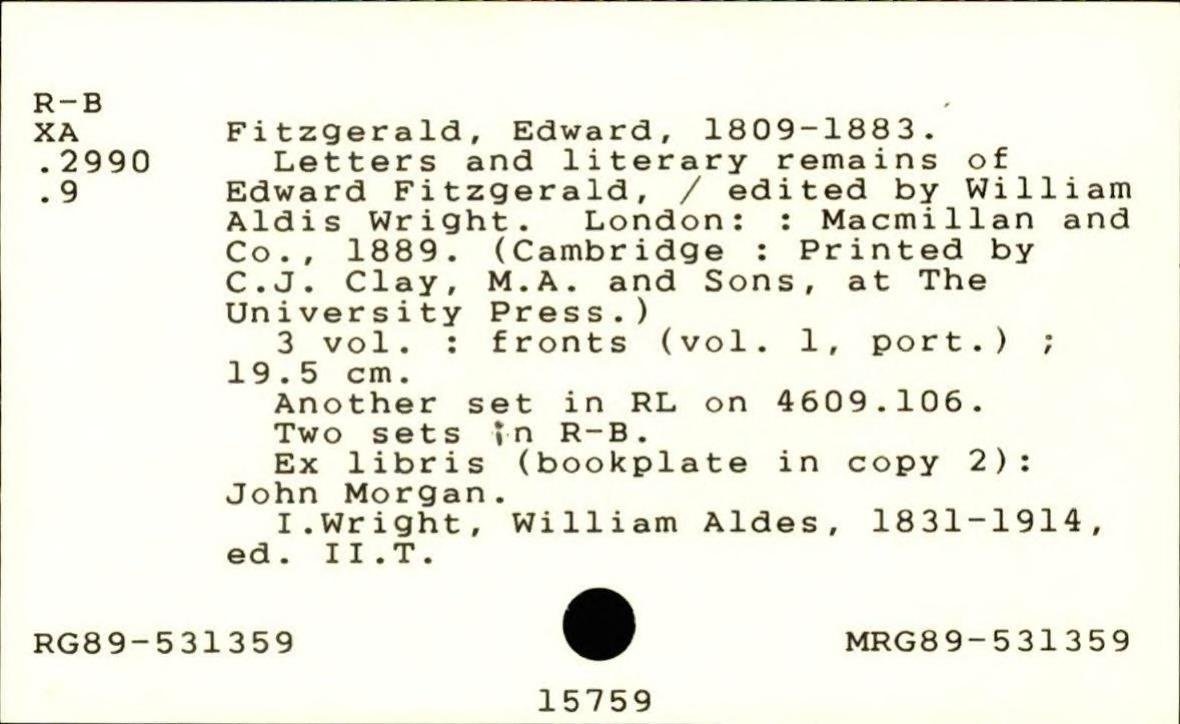 R-B
XA Fitzgerald, Edward, 1809-1883.
.2990 Letters and literary remains of
.9 Edward Fitzgerald, / edited by William
Aldis Wright. London: : Macmillan and
Co., 1889. (Cambridge : Printed by
C.J. Clay, M.A. and Sons, at The
University Press.)
3 vol. : fronts (vol. 1, port.) ;
19.5 cm.
Another set in RL on 4609.106.
Two sets in R-B.
Ex libris (bookplate in copy 2):
John Morgan.
I.Wright, William Aldes, 1831-1914,
ed. II.T.
RG89-531359 MRG89-531359
15759